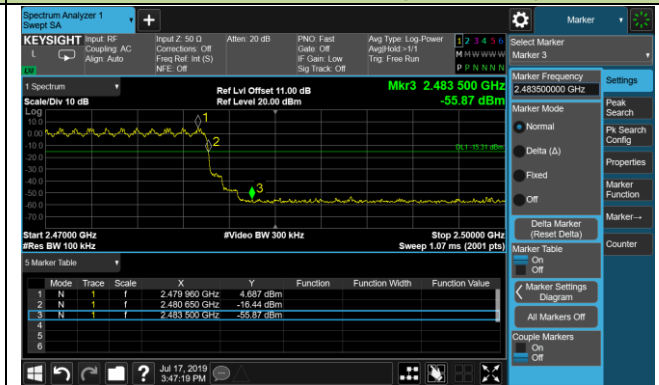 Spectrum Analyzer 1
Swept SA
+
Marker
KEYSIGHT
L
Input: RF
Coupling: AC
Align: Auto
Input Z: 50 Ω
Corrections: Off
Freq Ref: Int (S)
NFE: Off
Atten: 20 dB
PNO: Fast
Gate: Off
IF Gain: Low
Sig Track: Off
Avg Type: Log-Power
Avg|Hold:>1/1
Trig: Free Run
1 2 3 4 5 6
M W W W W W
P P N N N N
Select Marker
Marker 3
1 Spectrum
Scale/Div 10 dB
Ref Lvl Offset 11.00 dB
Ref Level 20.00 dBm
Mkr3 2.483 500 GHz
-55.87 dBm
Log
10.0
0.00
-10.0
-20.0
-30.0
-40.0
-50.0
-60.0
-70.0
1
2
3
DL1 -15.31 dBm
Start 2.47000 GHz
#Res BW 100 kHz
#Video BW 300 kHz
Stop 2.50000 GHz
Sweep 1.07 ms (2001 pts)
5 Marker Table
Mode Trace Scale X Y Function Function Width Function Value
1 N 1 f 2.479 960 GHz 4.687 dBm
2 N 1 f 2.480 650 GHz -16.44 dBm
3 N 1 f 2.483 500 GHz -55.87 dBm
4
5
6
Marker Frequency
2.483500000 GHz
Marker Mode
Normal
Delta (Δ)
Fixed
Off
Delta Marker
(Reset Delta)
Marker Table
On
Off
Marker Settings
Diagram
All Markers Off
Couple Markers
On
Off
Settings
Peak
Search
Pk Search
Config
Properties
Marker
Function
Marker→
Counter
?
Jul 17, 2019
3:47:19 PM